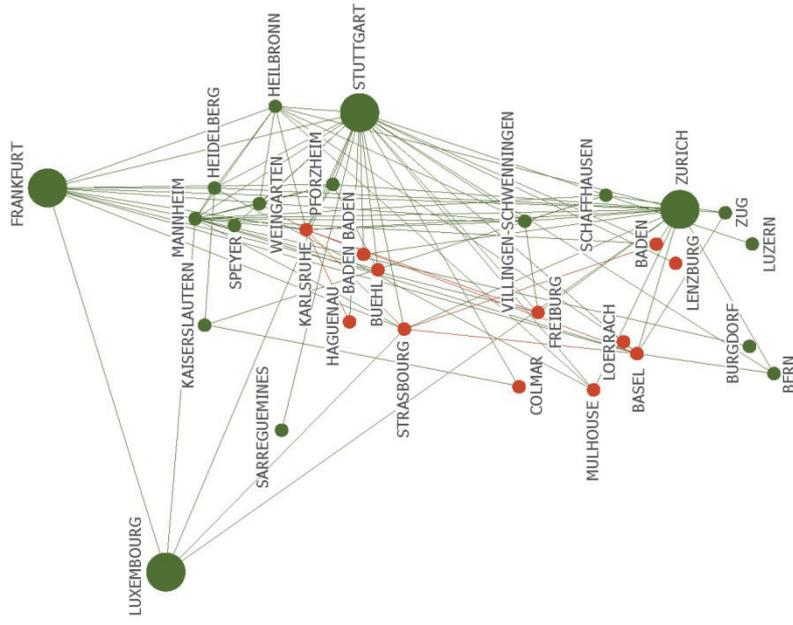 FRANKFURT
STUTTGART
HEILBRONN
HEIDELBERG
MANNHEIM
WEINGARTEN
PFORZHEIM
SPEYER
KARLSRUHE
BADEN BADEN
BUEHL
KAISERSLAUTERN
HAGUENAU
STRASBOURG
SARREGUEMINES
LUXEMBOURG
VILLINGEN-SCHWENNINGEN
SCHAFFHAUSEN
ZURICH
ZUG
LUZERN
BADEN
LENZBURG
FREIBURG
LOERRACH
BASEL
COLMAR
MULHOUSE
BURGDORF
BERN